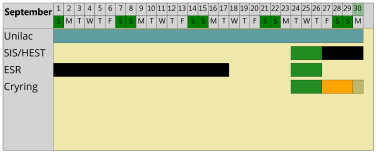 September 1 2 3 4 5 6 7 8 9 10 11 12 13 14 15 16 17 18 19 20 21 22 23 24 25 26 27 28 29 30
S M T W T F S S M T W T F S S M T W T F S S M T W T F S S M
Unilac
SIS/HEST
ESR
Cryring